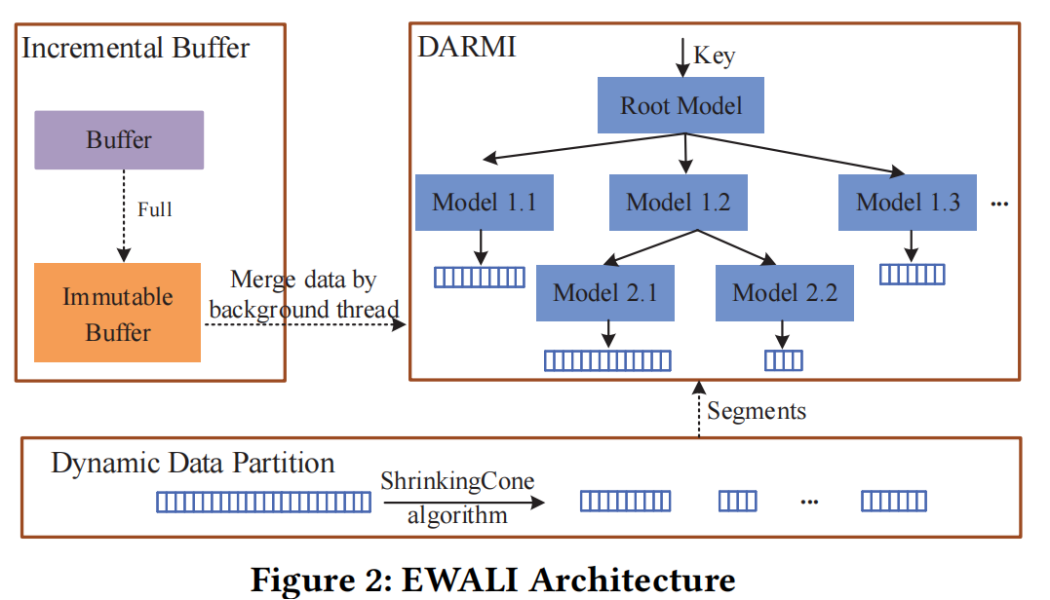 Incremental Buffer
Buffer
Full
Immutable
Buffer
Merge data by
background thread
DARMI
Key
Root Model
Model 1.1
Model 1.2
Model 1.3
...
Model 2.1
Model 2.2
Segments
Dynamic Data Partition
ShrinkingCone
algorithm
...
Figure 2: EWALI Architecture